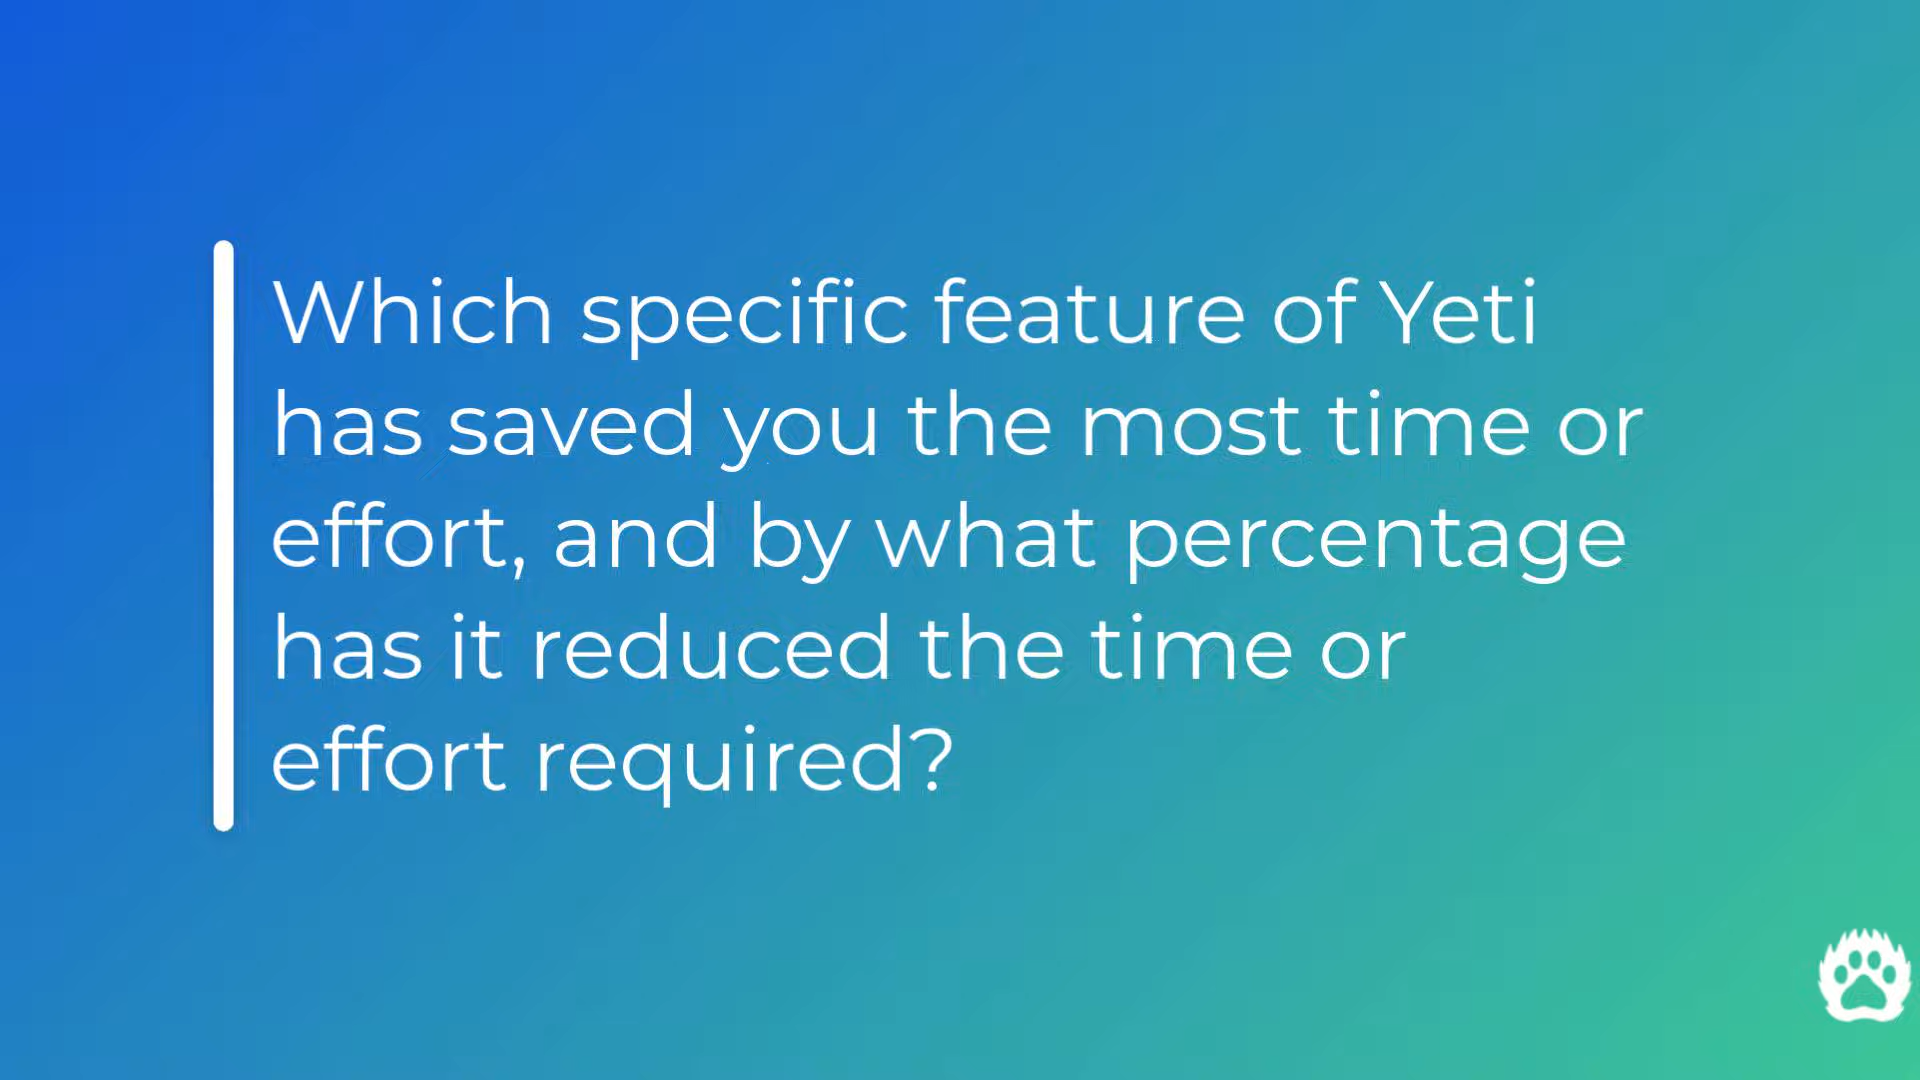 Which specific feature of Yeti
has saved you the most time or
effort, and by what percentage
has it reduced the time or
effort required?